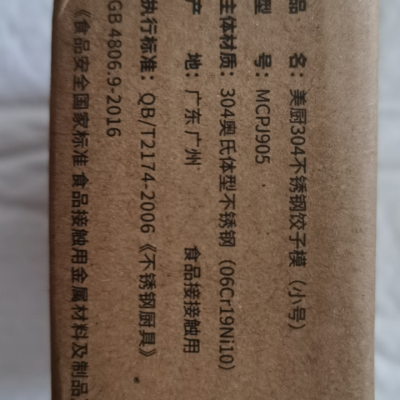 品　名：美厨304不锈钢饺子模（小号）
型　号：MCPJ905
主体材质：304奥氏体型不锈钢（06Cr19Ni10）
产　地：广东广州　食品接接触用
执行标准：QB/T2174-2006《不锈钢厨具》
GB 4806.9-2016
《食品安全国家标准 食品接触用金属材料及制品